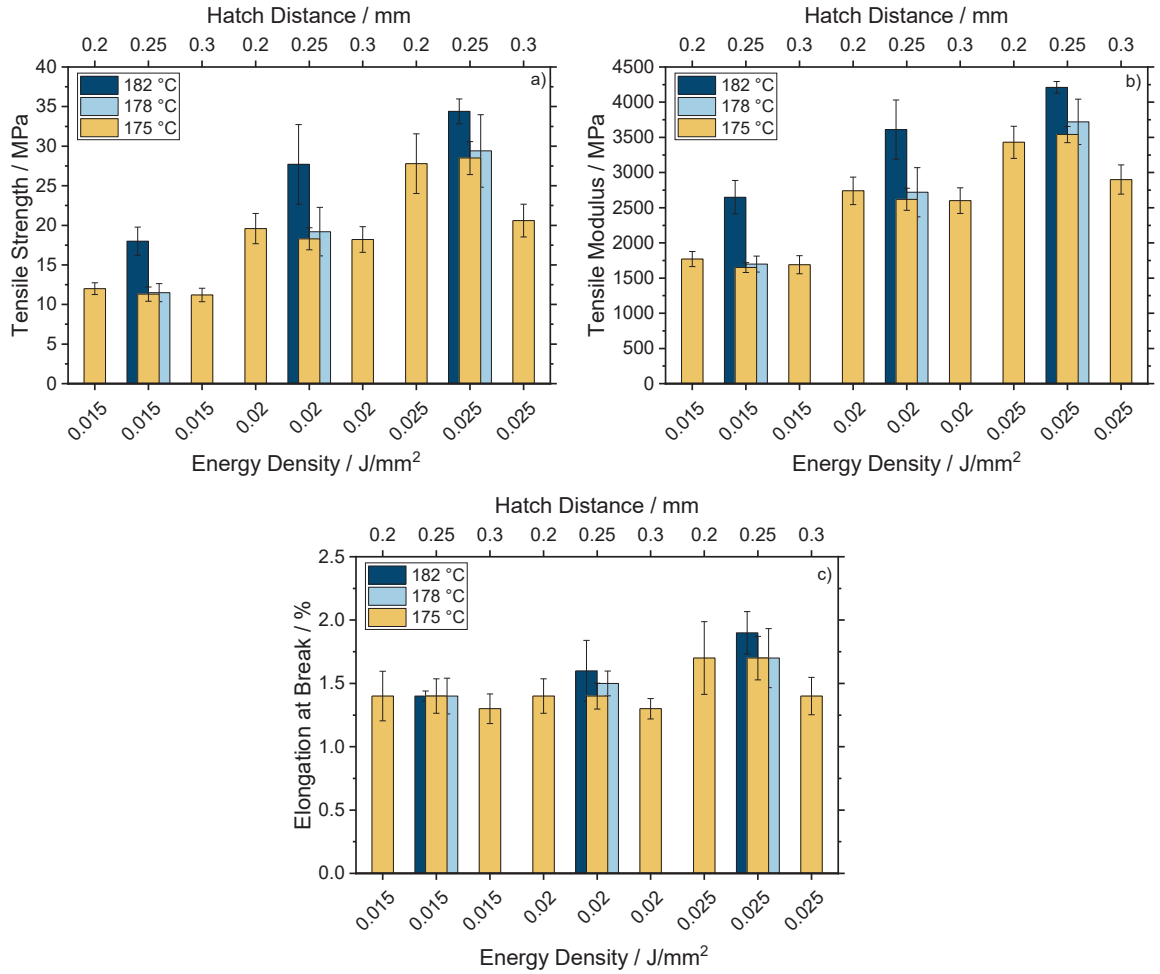 Hatch Distance / mm
0.2 0.25 0.3 0.2 0.25 0.3 0.2 0.25 0.3
a)
182 °C
178 °C
175 °C
Tensile Strength / MPa
40
35
30
25
20
15
10
5
0
0.015 0.015 0.015 0.02 0.02 0.02 0.025 0.025 0.025
Energy Density / J/mm²
Hatch Distance / mm
0.2 0.25 0.3 0.2 0.25 0.3 0.2 0.25 0.3
b)
182 °C
178 °C
175 °C
Tensile Modulus / MPa
4500
4000
3500
3000
2500
2000
1500
1000
500
0
0.015 0.015 0.015 0.02 0.02 0.02 0.025 0.025 0.025
Energy Density / J/mm²
Hatch Distance / mm
0.2 0.25 0.3 0.2 0.25 0.3 0.2 0.25 0.3
c)
182 °C
178 °C
175 °C
Elongation at Break / %
2.5
2.0
1.5
1.0
0.5
0.0
0.015 0.015 0.015 0.02 0.02 0.02 0.025 0.025 0.025
Energy Density / J/mm²